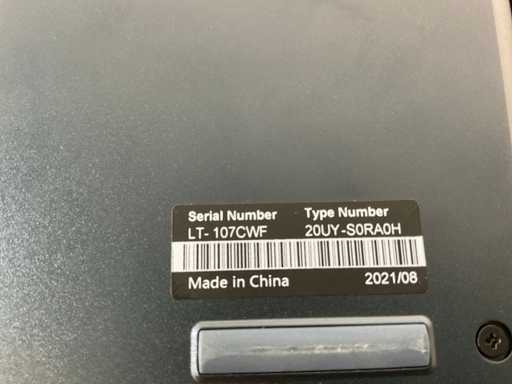 Serial Number Type Number
LT- 107CWF 20UY-S0RA0H
Made in China 2021/08